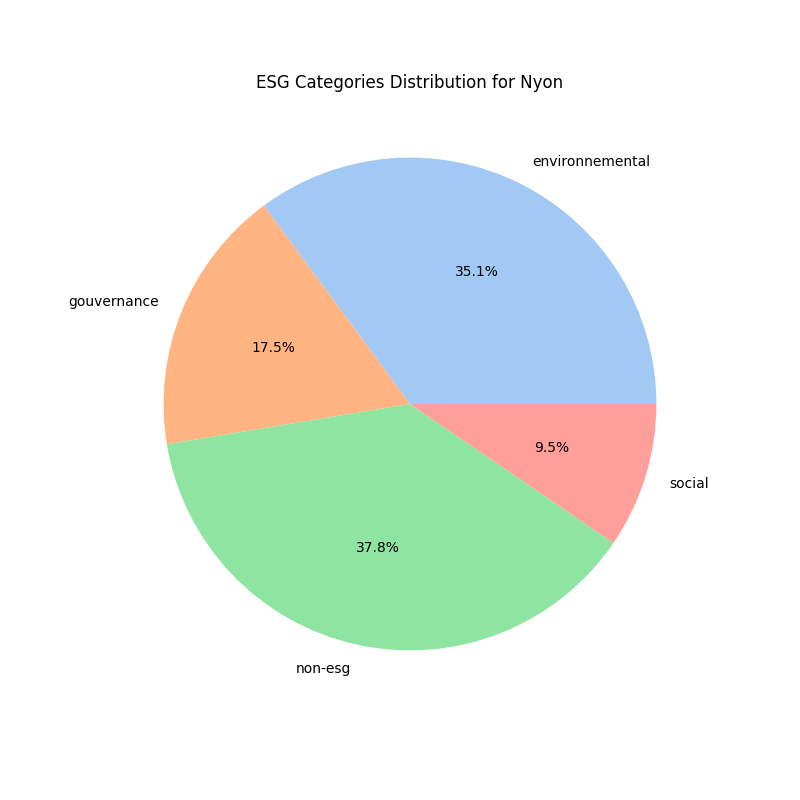 ESG Categories Distribution for Nyon
environnemental
35.1%
gouvernance
17.5%
9.5%
social
37.8%
non-esg